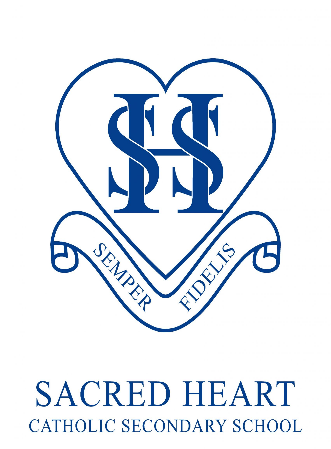 SH
SEMPER FIDELIS
SACRED HEART
CATHOLIC SECONDARY SCHOOL